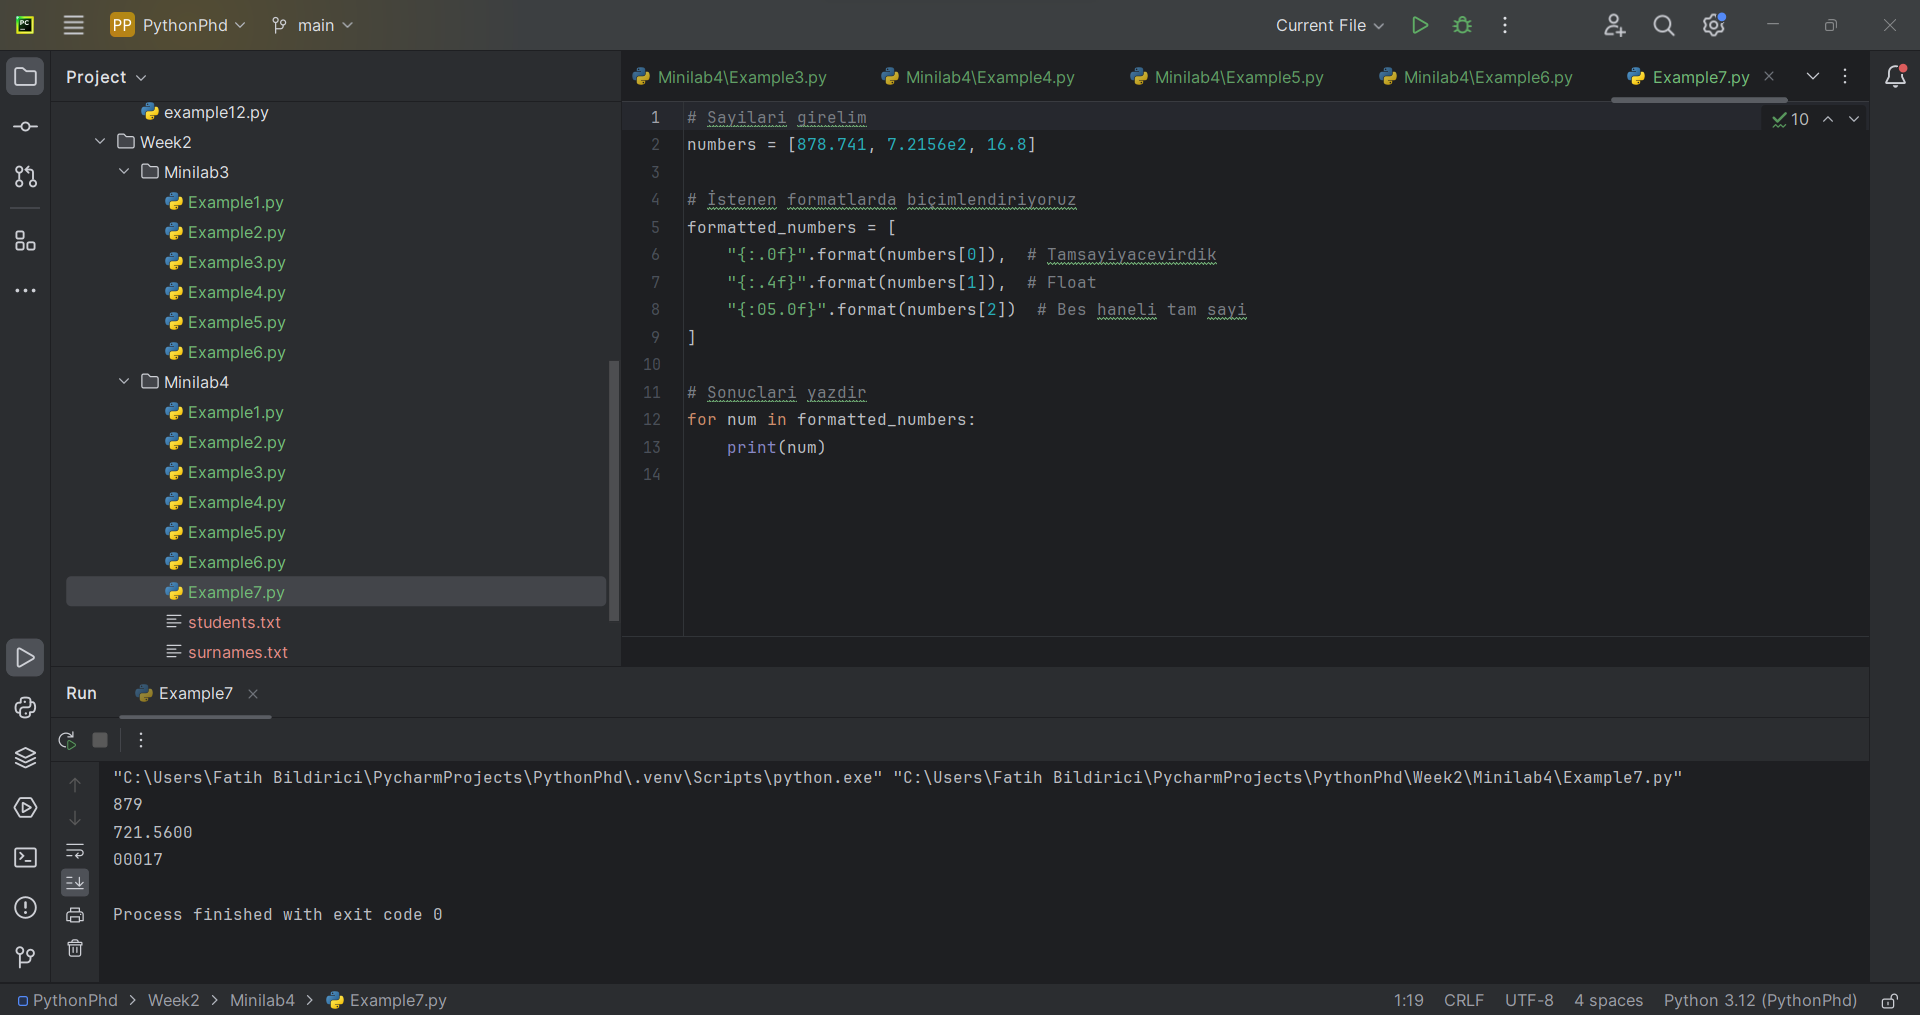 PC
PP PythonPhd main Current File
Project
Minilab4\Example3.py Minilab4\Example4.py Minilab4\Example5.py Minilab4\Example6.py Example7.py
example12.py
Week2
Minilab3
Example1.py
Example2.py
Example3.py
Example4.py
Example5.py
Example6.py
Minilab4
Example1.py
Example2.py
Example3.py
Example4.py
Example5.py
Example6.py
Example7.py
students.txt
surnames.txt
10
1 # Sayilari girelim
2 numbers = [878.741, 7.2156e2, 16.8]
3
4 # İstenen formatlarda biçimlendiriyoruz
5 formatted_numbers = [
6 "{:.0f}".format(numbers[0]), # Tamsayiyacevirdik
7 "{:.4f}".format(numbers[1]), # Float
8 "{:05.0f}".format(numbers[2]) # Bes haneli tam sayi
9 ]
10
11 # Sonuclari yazdir
12 for num in formatted_numbers:
13 print(num)
14
Run Example7
"C:\Users\Fatih Bildirici\PycharmProjects\PythonPhd\.venv\Scripts\python.exe" "C:\Users\Fatih Bildirici\PycharmProjects\PythonPhd\Week2\Minilab4\Example7.py"
879
721.5600
00017
Process finished with exit code 0
PythonPhd > Week2 > Minilab4 > Example7.py 1:19 CRLF UTF-8 4 spaces Python 3.12 (PythonPhd)